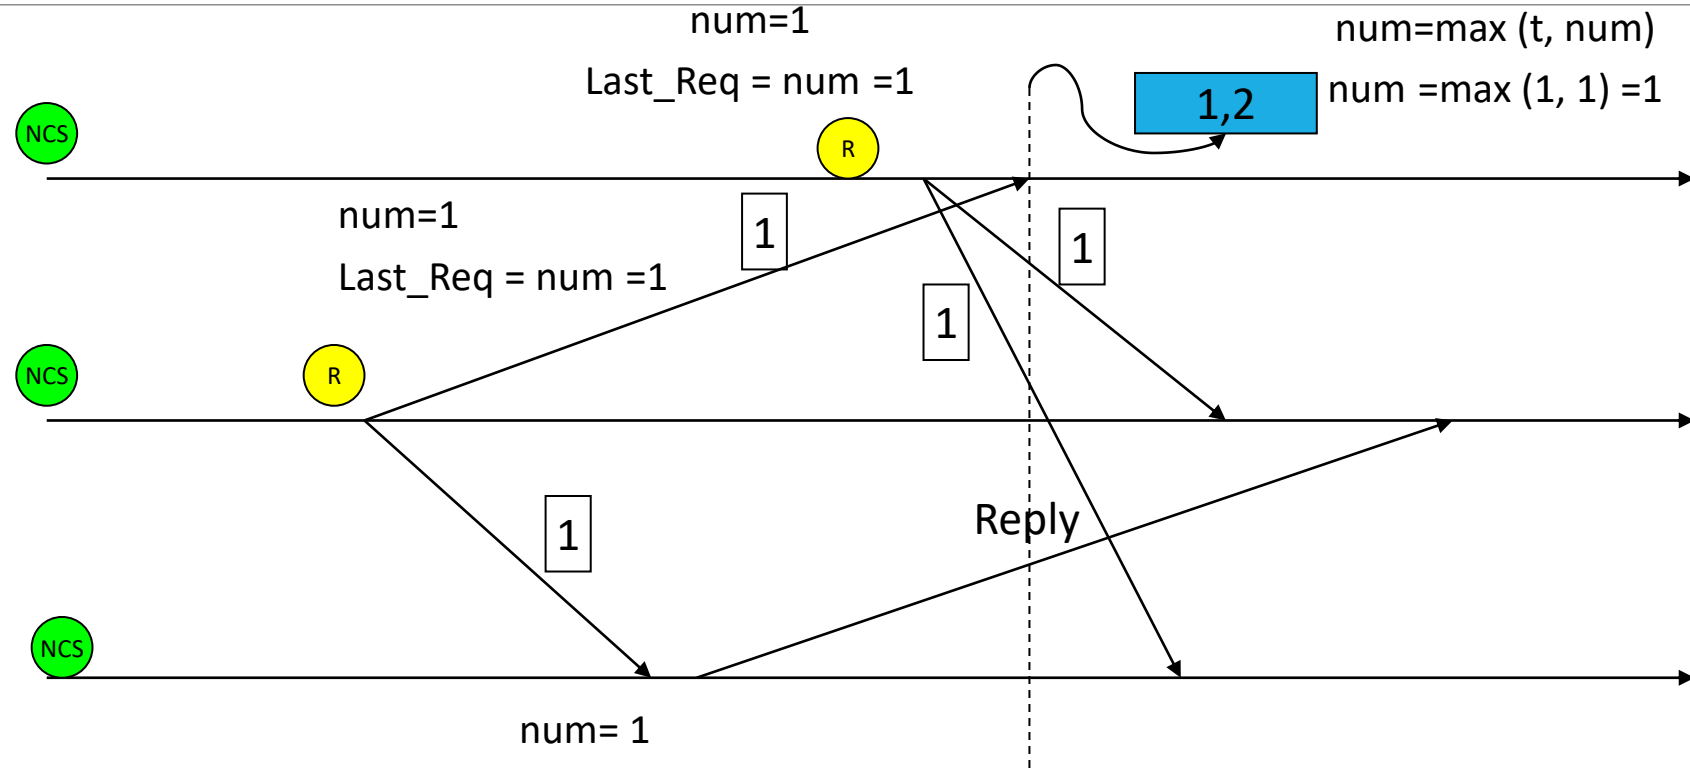 num=1
num=max (t, num)
Last_Req = num =1
1,2
num =max (1, 1) =1
NCS
R
num=1
1
1
Last_Req = num =1
1
NCS
R
1
Reply
NCS
num= 1